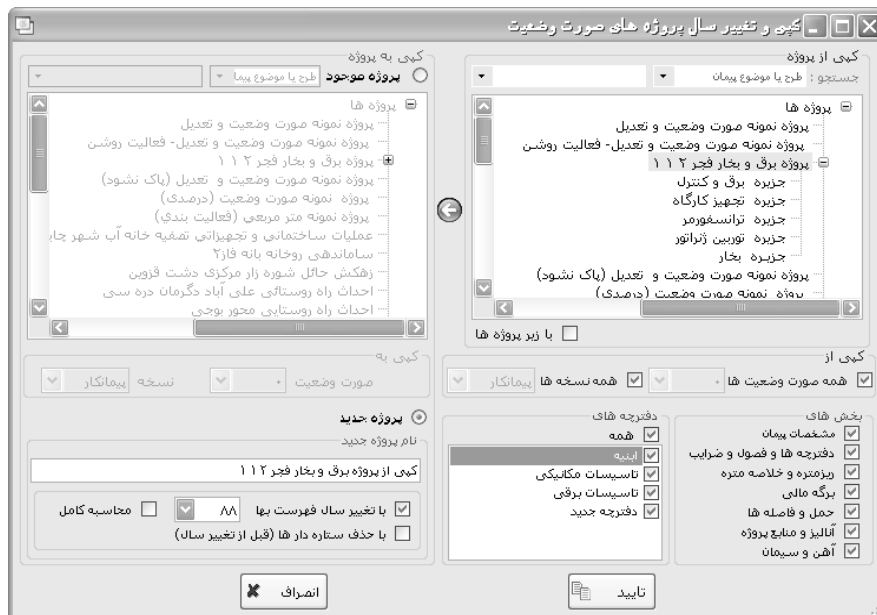 کپی و تغییر سال پروژه های صورت وضعیت
کپی از پروژه
جستجو : طرح یا موضوع پیمان
پروژه ها
پروژه نمونه صورت وضعیت و تعدیل
پروژه نمونه صورت وضعیت و تعدیل- فعالیت روشن
پروژه برق و بخار فجر ۲ ۱ ۱
جزیره برق و کنترل
جزیره تجهیز کارگاه
جزیره ترانسفورمر
جزیره توربین ژنراتور
جزیره بخار
پروژه نمونه صورت وضعیت و تعدیل (پاک نشود)
پروژه نمونه صورت وضعیت (درصدی)
با زیر پروژه ها
کپی به پروژه
پروژه موجود طرح یا موضوع پیما
پروژه ها
پروژه نمونه صورت وضعیت و تعدیل
پروژه نمونه صورت وضعیت و تعدیل- فعالیت روشن
پروژه برق و بخار فجر ۲ ۱ ۱
پروژه نمونه صورت وضعیت و تعدیل (پاک نشود)
پروژه نمونه صورت وضعیت (درصدی)
پروژه نمونه متر مربعی (فعالیت بندی)
عملیات ساختمانی و تجهیزاتی تصفیه خانه آب شهر چاب
ساماندهی روخانه بانه فاز۲
زهکش حائل شوره زار مرکزی دشت قزوین
احداث راه روستائی علی آباد دگرمان دره سی
احداث راه روستایی محور بوجی
کپی از
همه صورت وضعیت ها ۰ همه نسخه ها پیمانکار
کپی به
صورت وضعیت ۰ نسخه پیمانکار
بخش های
مشخصات پیمان
دفترچه ها و فصول و ضرایب
ریزمتره و خلاصه متره
برگه مالی
حمل و فاصله ها
آنالیز و منابع پروژه
آهن و سیمان
دفترچه های
همه
ابنیه
تاسیسات مکانیکی
تاسیسات برقی
دفترچه جدید
پروژه جدید
نام پروژه جدید
کپی از پروژه برق و بخار فجر ۲ ۱ ۱
با تغییر سال فهرست بها ۸۸ محاسبه کامل
با حذف ستاره دار ها (قبل از تغییر سال)
تایید
انصراف